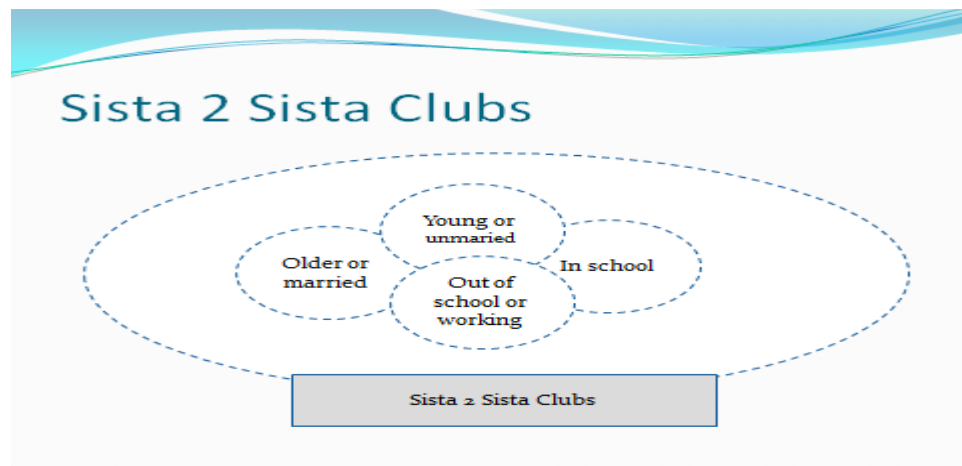 Sista 2 Sista Clubs
Young or
unmaried
Older or
married
In school
Out of
school or
working
Sista 2 Sista Clubs